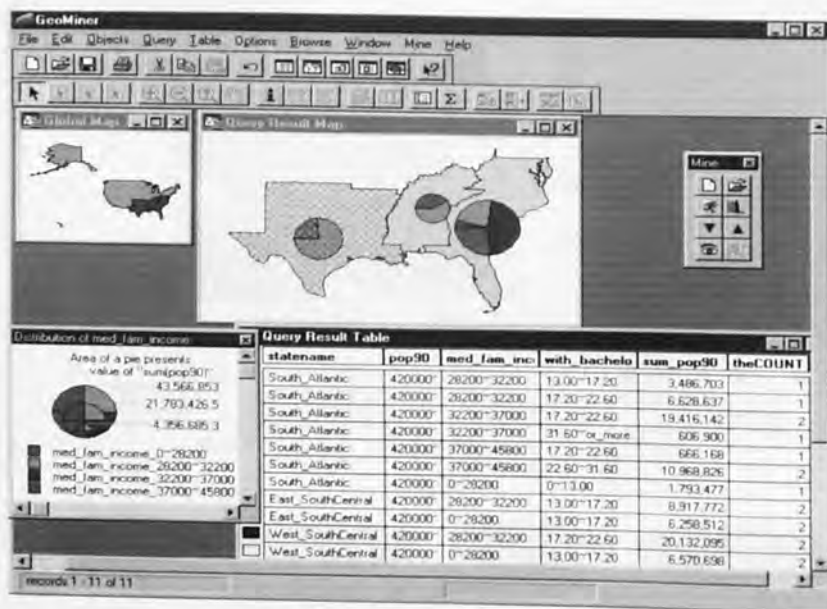 GeoMiner
File Edit Objects Query Table Options Browse Window Mine Help
Global Map
Query Result Map
Mine
Distribution of med_fam_income
Area of a pie presents
value of "sum(pop90)"
43,566,853
21,783,426.5
4,356,685.3
med_fam_income_0~28200
med_fam_income_28200~32200
med_fam_income_32200~37000
med_fam_income_37000~45800
Query Result Table
statename pop90 med_fam_inc with_bachelo sum_pop90 theCOUNT
South_Atlantic 420000~ 28200~32200 13.00~17.20 3,486,703 1
South_Atlantic 420000~ 28200~32200 17.20~22.60 6,628,637 1
South_Atlantic 420000~ 32200~37000 17.20~22.60 19,416,142 2
South_Atlantic 420000~ 32200~37000 31.60~or_more 606,900 1
South_Atlantic 420000~ 37000~45800 17.20~22.60 666,168 1
South_Atlantic 420000~ 37000~45800 22.60~31.60 10,968,826 2
South_Atlantic 420000~ 0~28200 0~13.00 1,793,477 1
East_SouthCentral 420000~ 28200~32200 13.00~17.20 8,917,772 2
East_SouthCentral 420000~ 0~28200 13.00~17.20 6,258,512 2
West_SouthCentral 420000~ 28200~32200 17.20~22.60 20,132,095 2
West_SouthCentral 420000~ 0~28200 13.00~17.20 6,570,698 2
records 1 - 11 of 11